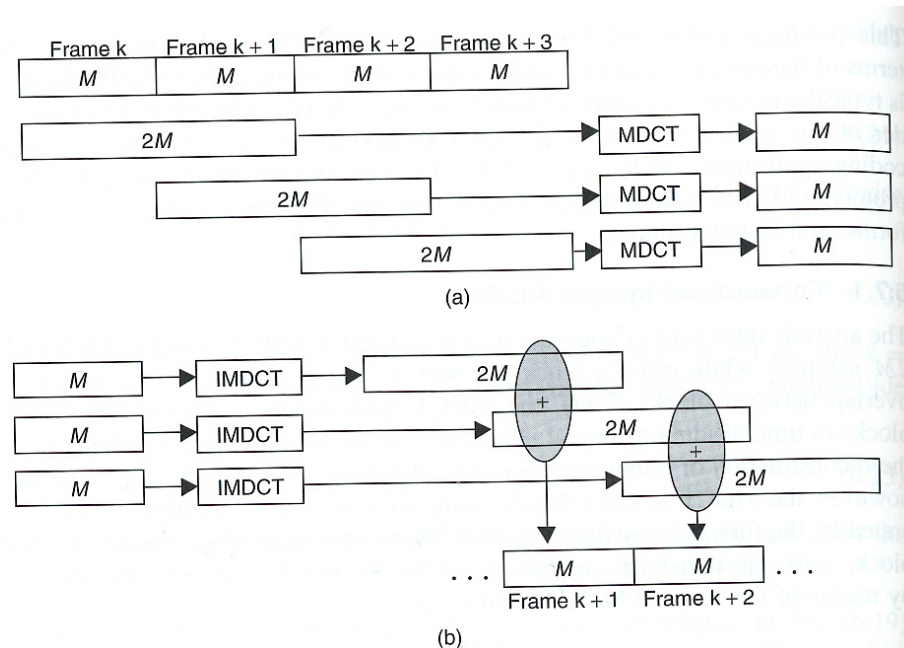 Frame k Frame k + 1 Frame k + 2 Frame k + 3
M M M M
2M MDCT M
2M MDCT M
2M MDCT M
(a)
M IMDCT 2M
+
M IMDCT 2M
+
M IMDCT 2M
. . . . M M . . . .
Frame k + 1 Frame k + 2
(b)